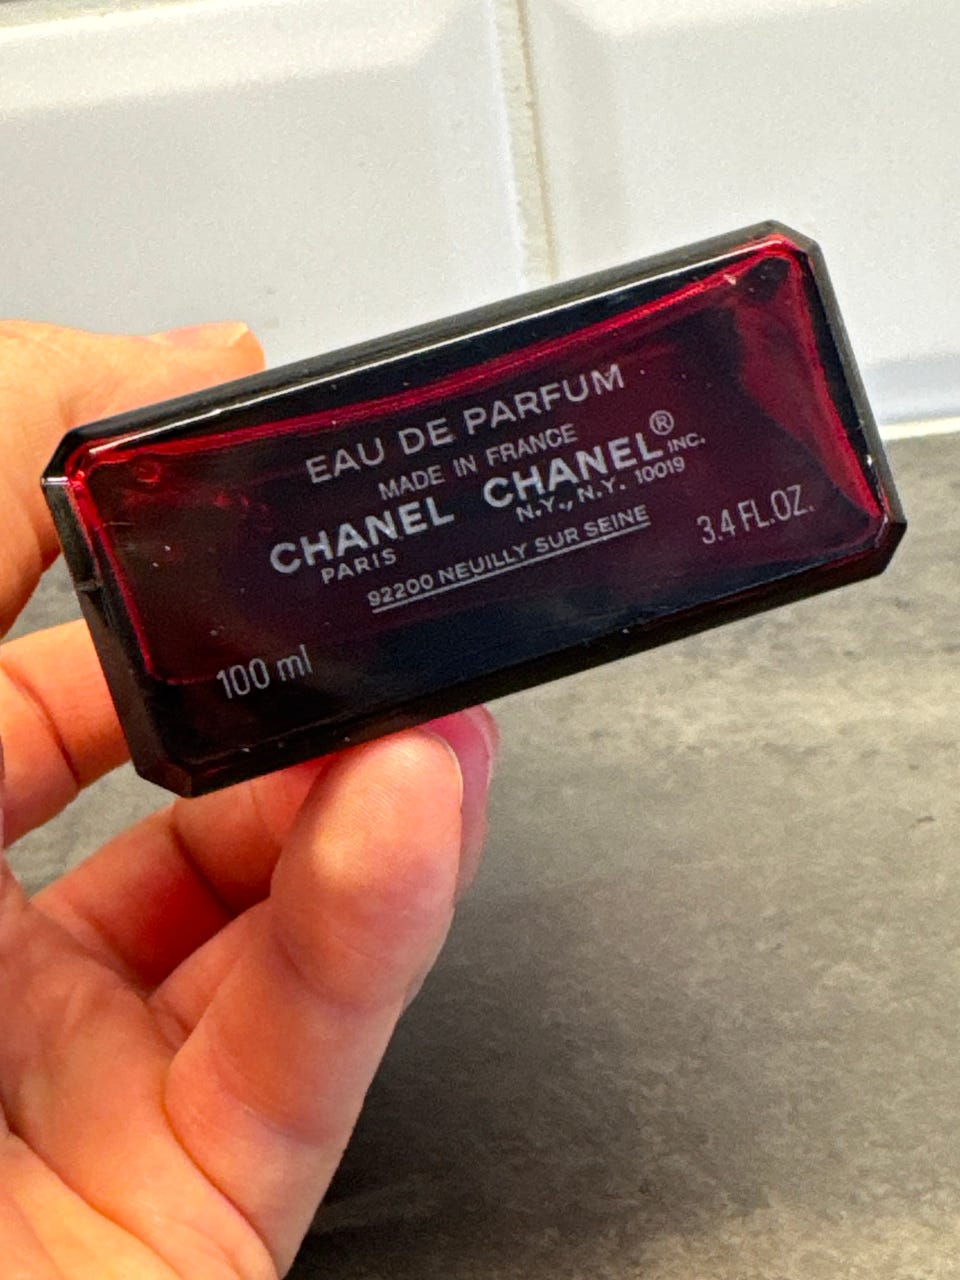 EAU DE PARFUM
MADE IN FRANCE
CHANEL CHANEL® INC.
PARIS N.Y., N.Y. 10019
92200 NEUILLY SUR SEINE
100 ml 3.4 FL.OZ.